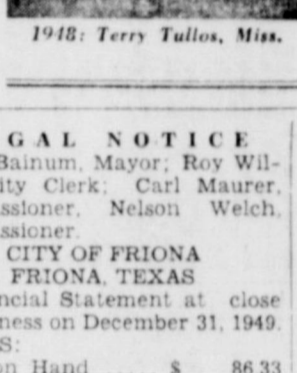 1948: Terry Tullos, Miss.
GAL NOTICE
Bainum, Mayor; Roy Wil-
ity Clerk; Carl Maurer,
ssioner, Nelson Welch,
ssioner.
CITY OF FRIONA
FRIONA, TEXAS
ncial Statement at close
ness on December 31, 1949.
S:
on Hand $ 86.33